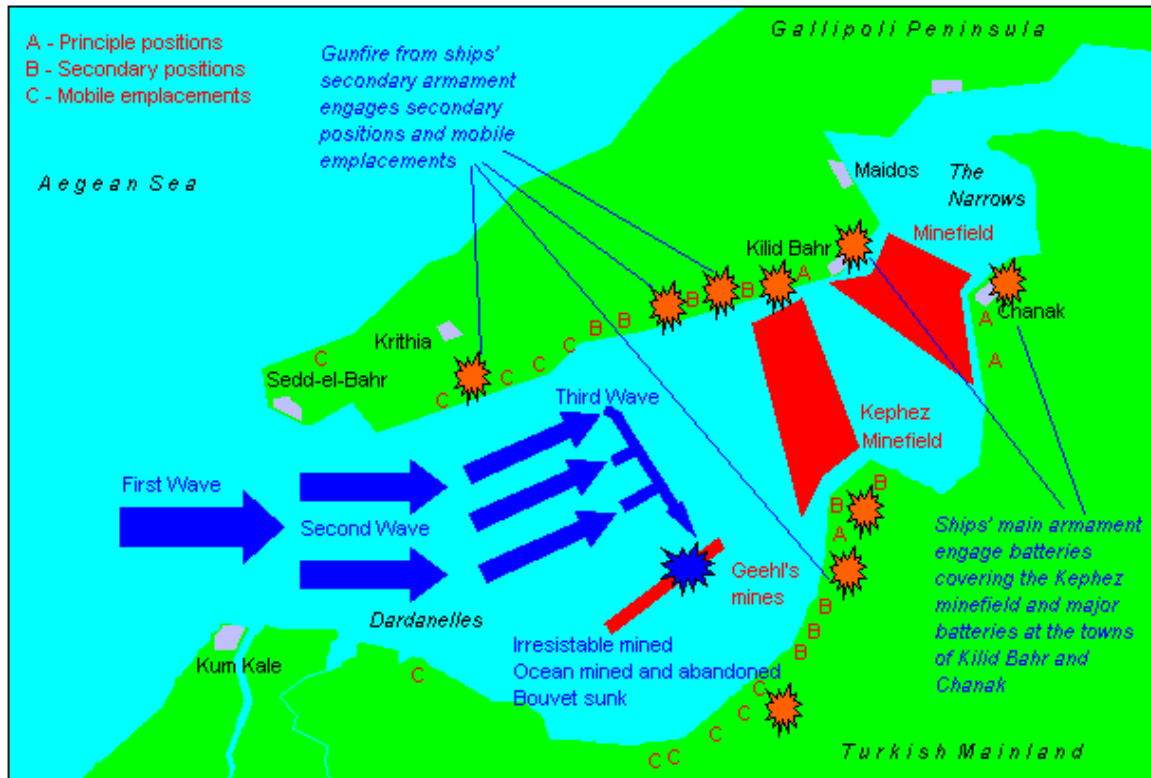 A - Principle positions
B - Secondary positions
C - Mobile emplacements
Gunfire from ships'
secondary armament
engages secondary
positions and mobile
emplacements
Gallipoli Peninsula
Aegean Sea
Maidos
The
Narrows
Minefield
Kilid Bahr
A
B
B
B
B
C
C
C
C
C
Krithia
Sedd-el-Bahr
Chanak
A
A
Third Wave
Kephez
Minefield
First Wave
Second Wave
B
B
A
Geehl's
mines
Dardanelles
Irresistable mined
Ocean mined and abandoned
Bouvet sunk
Ships' main armament
engage batteries
covering the Kephez
minefield and major
batteries at the towns
of Kilid Bahr and
Chanak
B
B
B
Kum Kale
C
C
C
C
C
C
Turkish Mainland